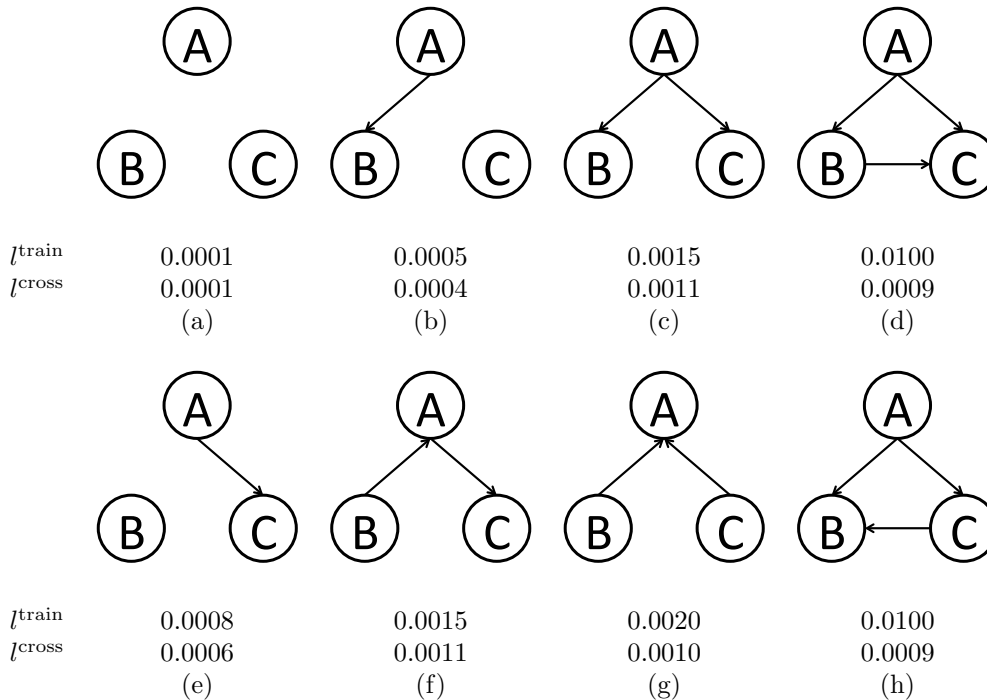 A A A A
B C B C B C B C
l^train 0.0001 0.0005 0.0015 0.0100
l^cross 0.0001 0.0004 0.0011 0.0009
(a) (b) (c) (d)
A A A A
B C B C B C B C
l^train 0.0008 0.0015 0.0020 0.0100
l^cross 0.0006 0.0011 0.0010 0.0009
(e) (f) (g) (h)